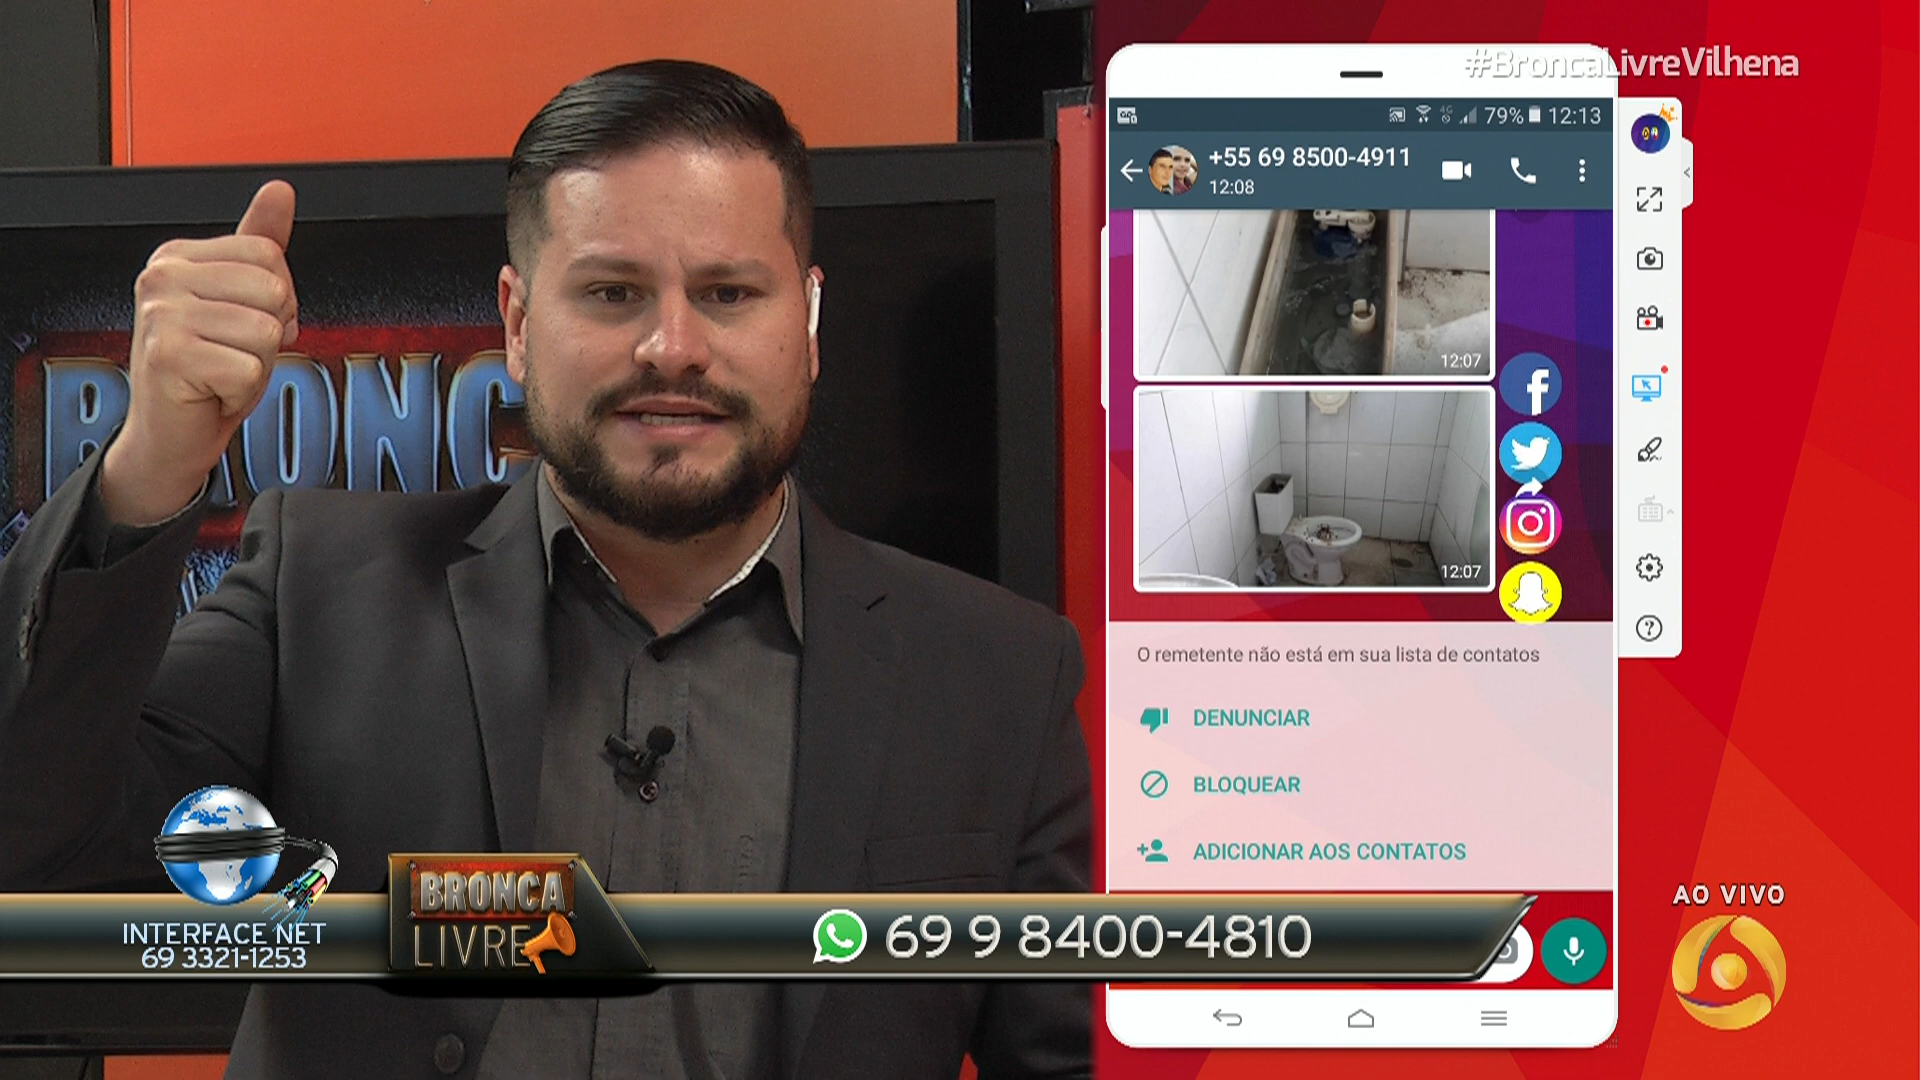 #BroncaLivreVilhena
4G
79%
12:13
+55 69 8500-4911
12:08
12:07
12:07
O remetente não está em sua lista de contatos
DENUNCIAR
BLOQUEAR
ADICIONAR AOS CONTATOS
BRONC
INTERFACE NET
69 3321-1253
BRONCA
LIVRE
69 9 8400-4810
AO VIVO